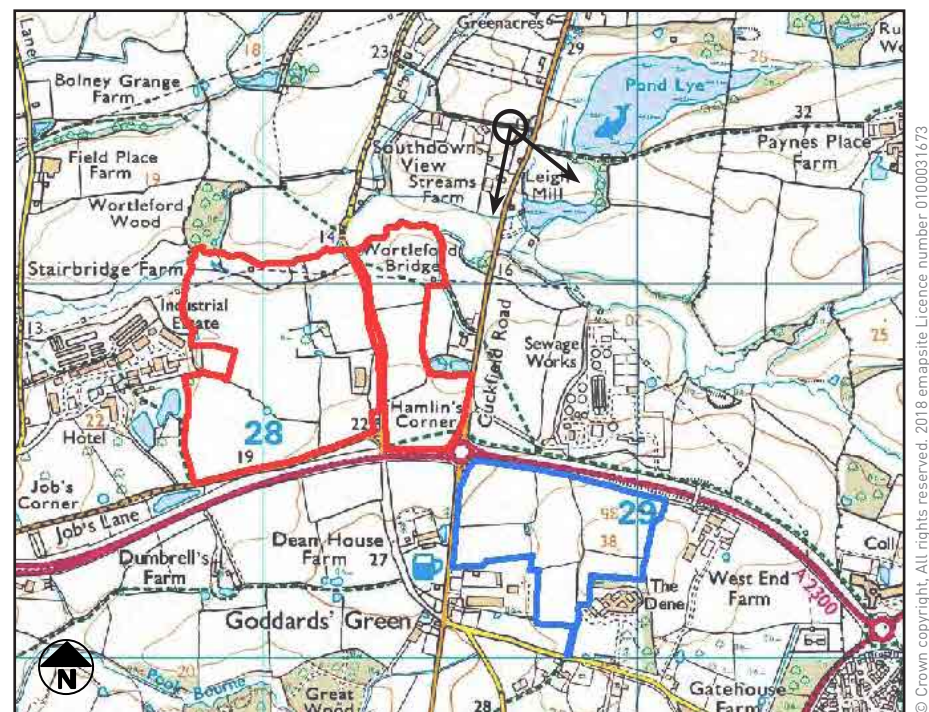 Lane
Greenacres
18
23
29
26
Bolney Grange
Farm
Pond Lye
32
Field Place
Farm
19
Southdowns
View
Streams
Farm
Leigh
Mill
Paynes Place
Farm
Wortleford
Wood
14
Wortleford
Bridge
Stairbridge Farm
16
Industrial
Estate
13
Cuckfield Road
Sewage
Works
25
22
Hotel
Hamlin's
Corner
28
19
Job's
Corner
Job's Lane
29
38
Dean House
Farm
27
Dumbrell's
Farm
The
Dene
West End
Farm
A 2300
Coll
Goddards' Green
N
20
Pook Bourne
Great
Wood
28
Gatehouse
Farm
© Crown copyright, All rights reserved. 2018 emapsite Licence number 0100031673